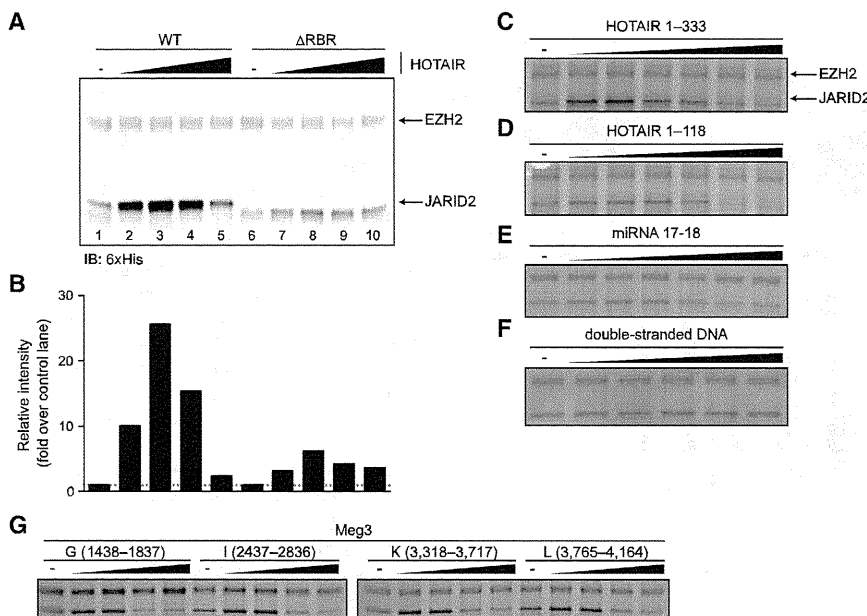 A
WT ΔRBR
- - HOTAIR
EZH2
JARID2
1 2 3 4 5 6 7 8 9 10
IB: 6xHis
B
30
20
10
0
Relative intensity
(fold over control lane)
C
HOTAIR 1–333
-
EZH2
JARID2
D
HOTAIR 1–118
-
E
miRNA 17-18
-
F
double-stranded DNA
-
G
Meg3
G (1438–1837) I (2437–2836) K (3,318–3,717) L (3,765–4,164)
- - - -